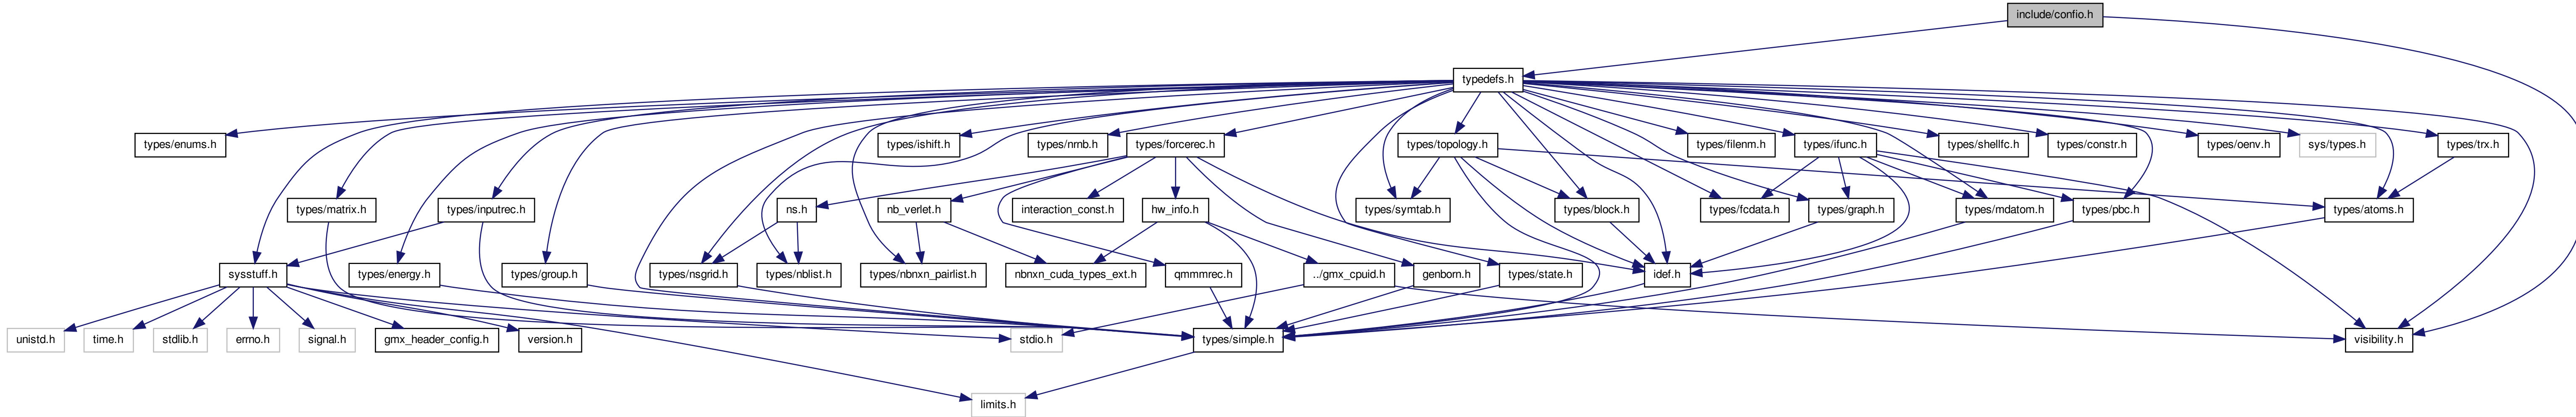 include/confio.h
typedefs.h
types/enums.h
types/ishift.h
types/nrnb.h
types/forcerec.h
types/topology.h
types/filenm.h
types/ifunc.h
types/shellfc.h
types/constr.h
types/oenv.h
sys/types.h
types/trx.h
types/matrix.h
types/inputrec.h
ns.h
nb_verlet.h
interaction_const.h
hw_info.h
types/symtab.h
types/block.h
types/fcdata.h
types/graph.h
types/mdatom.h
types/pbc.h
types/atoms.h
sysstuff.h
types/energy.h
types/group.h
types/nsgrid.h
types/nblist.h
types/nbnxn_pairlist.h
nbnxn_cuda_types_ext.h
qmmmrec.h
../gmx_cpuid.h
genborn.h
types/state.h
idef.h
unistd.h
time.h
stdlib.h
errno.h
signal.h
gmx_header_config.h
version.h
stdio.h
types/simple.h
visibility.h
limits.h